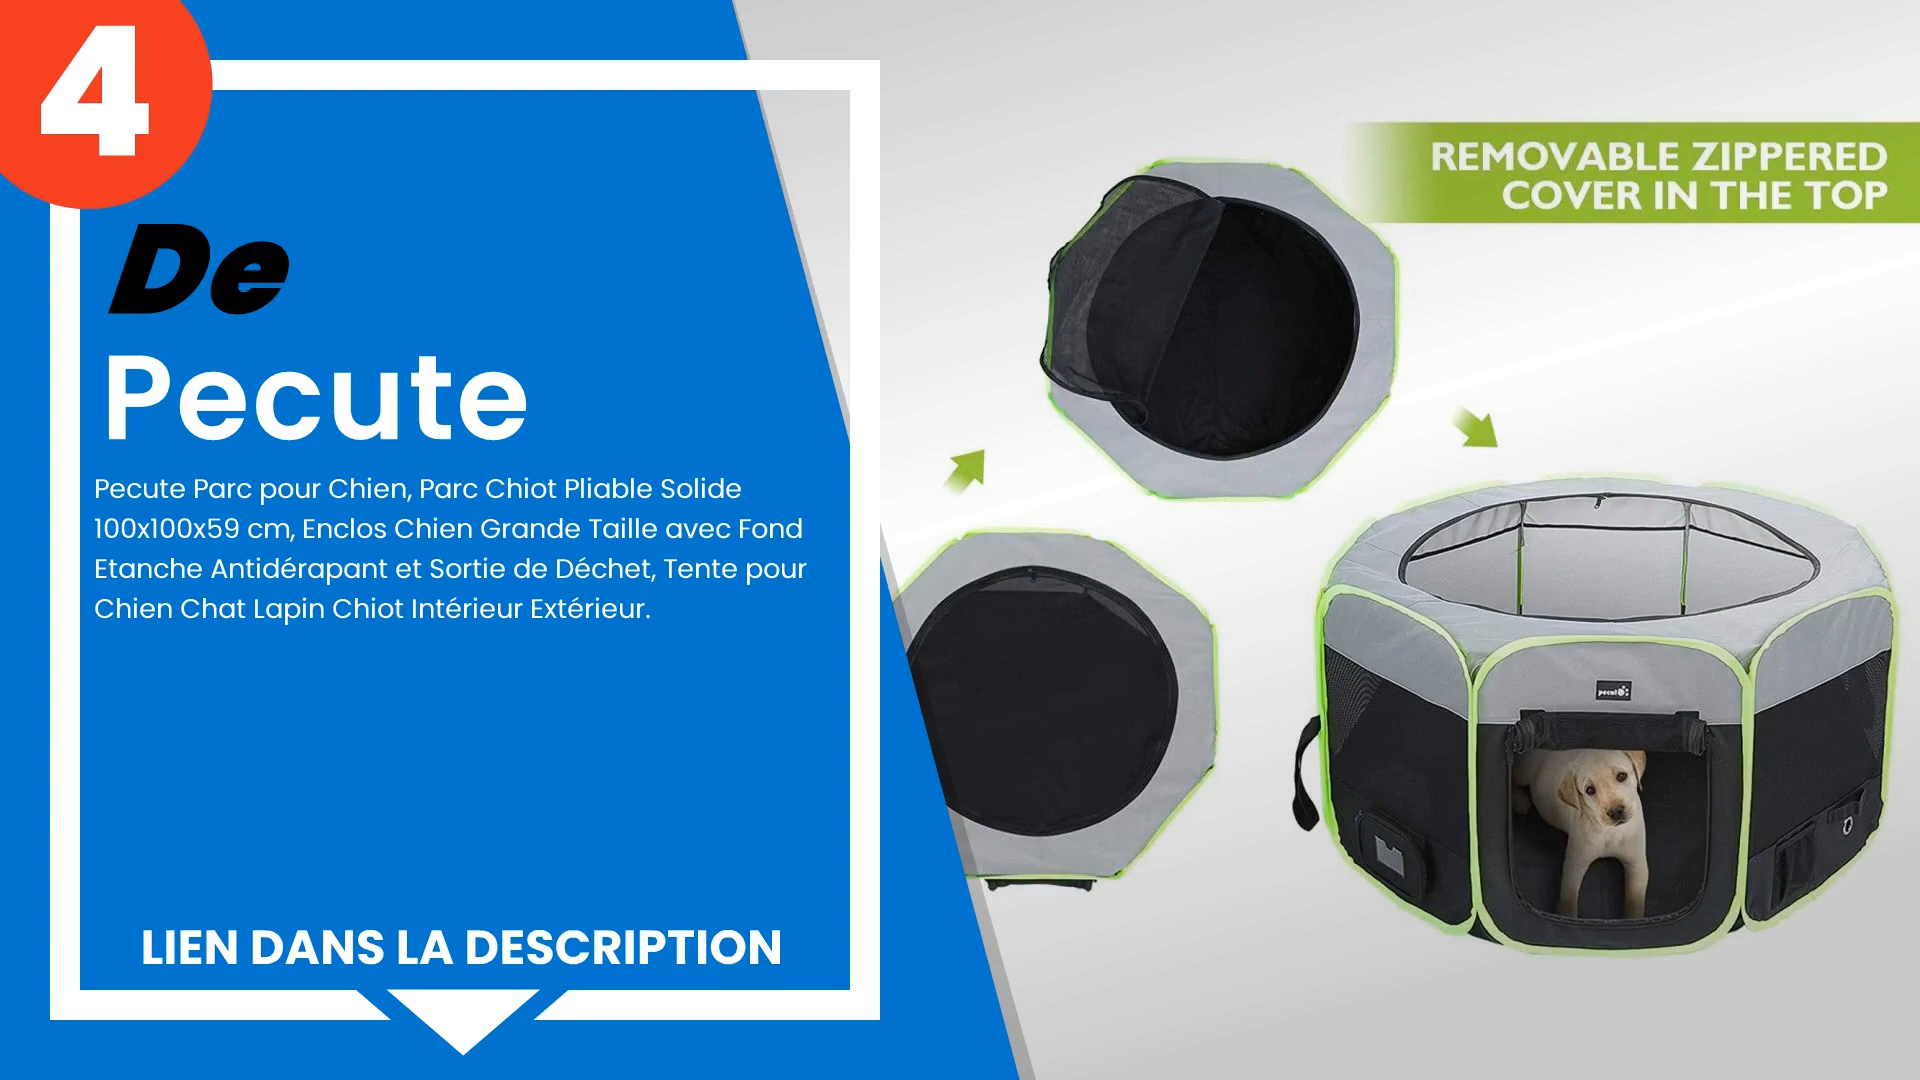 4
De
Pecute
Pecute Parc pour Chien, Parc Chiot Pliable Solide
100x100x59 cm, Enclos Chien Grande Taille avec Fond
Etanche Antidérapant et Sortie de Déchet, Tente pour
Chien Chat Lapin Chiot Intérieur Extérieur.
LIEN DANS LA DESCRIPTION
REMOVABLE ZIPPERED
COVER IN THE TOP
pecute